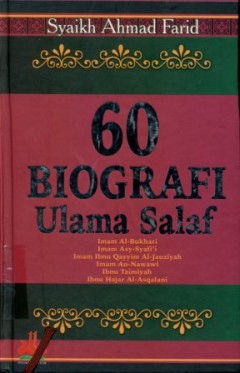 Syaikh Ahmad Farid
60
BIOGRAFI
Ulama Salaf
Imam Al-Bukhari
Imam Asy-Syafi'i
Imam Ibnu Qayyim Al-Jauziyah
Imam An-Nawawi
Ibnu Taimiyah
Ibnu Hajar Al-Asqalani